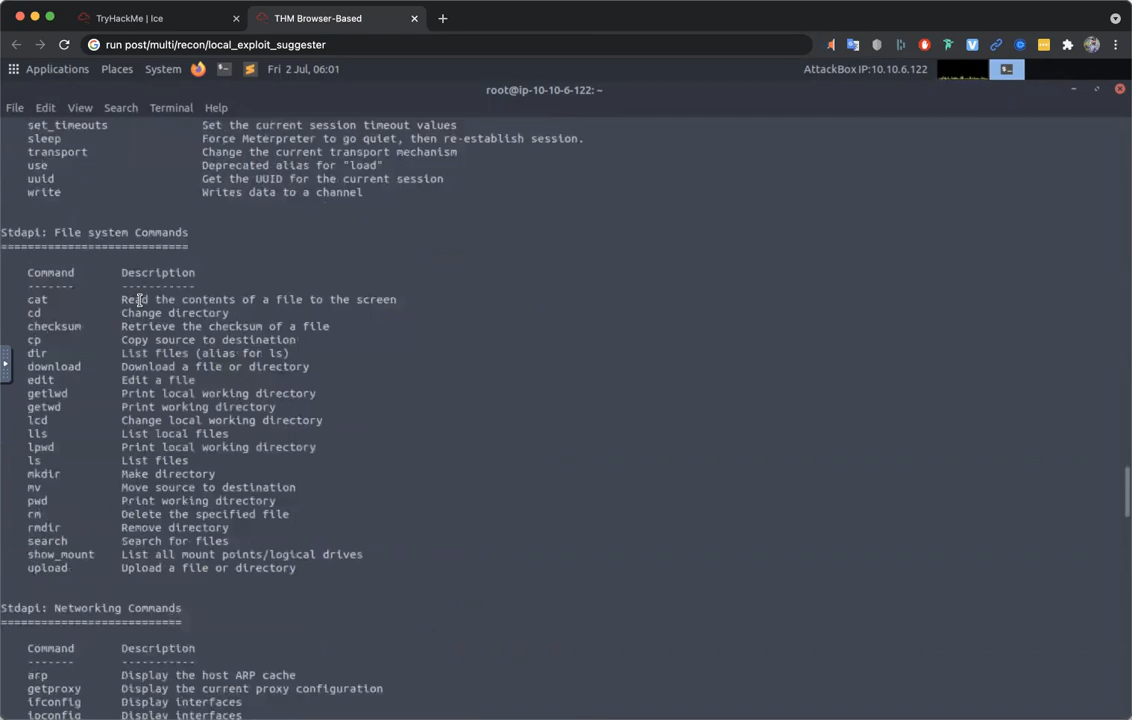 TryHackMe | Ice
THM Browser-Based
run post/multi/recon/local_exploit_suggester
Applications Places System Fri 2 Jul, 06:01 AttackBox IP:10.10.6.122
root@ip-10-10-6-122: ~
File Edit View Search Terminal Help
set_timeouts Set the current session timeout values
sleep Force Meterpreter to go quiet, then re-establish session.
transport Change the current transport mechanism
use Deprecated alias for "load"
uuid Get the UUID for the current session
write Writes data to a channel
Stdapi: File system Commands
============================
Command Description
------- -----------
cat Read the contents of a file to the screen
cd Change directory
checksum Retrieve the checksum of a file
cp Copy source to destination
dir List files (alias for ls)
download Download a file or directory
edit Edit a file
getlwd Print local working directory
getwd Print working directory
lcd Change local working directory
lls List local files
lpwd Print local working directory
ls List files
mkdir Make directory
mv Move source to destination
pwd Print working directory
rm Delete the specified file
rmdir Remove directory
search Search for files
show_mount List all mount points/logical drives
upload Upload a file or directory
Stdapi: Networking Commands
===========================
Command Description
------- -----------
arp Display the host ARP cache
getproxy Display the current proxy configuration
ifconfig Display interfaces
ipconfig Display interfaces